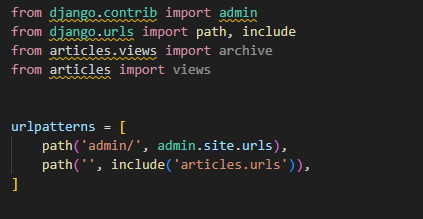 from django.contrib import admin
from django.urls import path, include
from articles.views import archive
from articles import views
urlpatterns = [
    path('admin/', admin.site.urls),
    path('', include('articles.urls')),
]